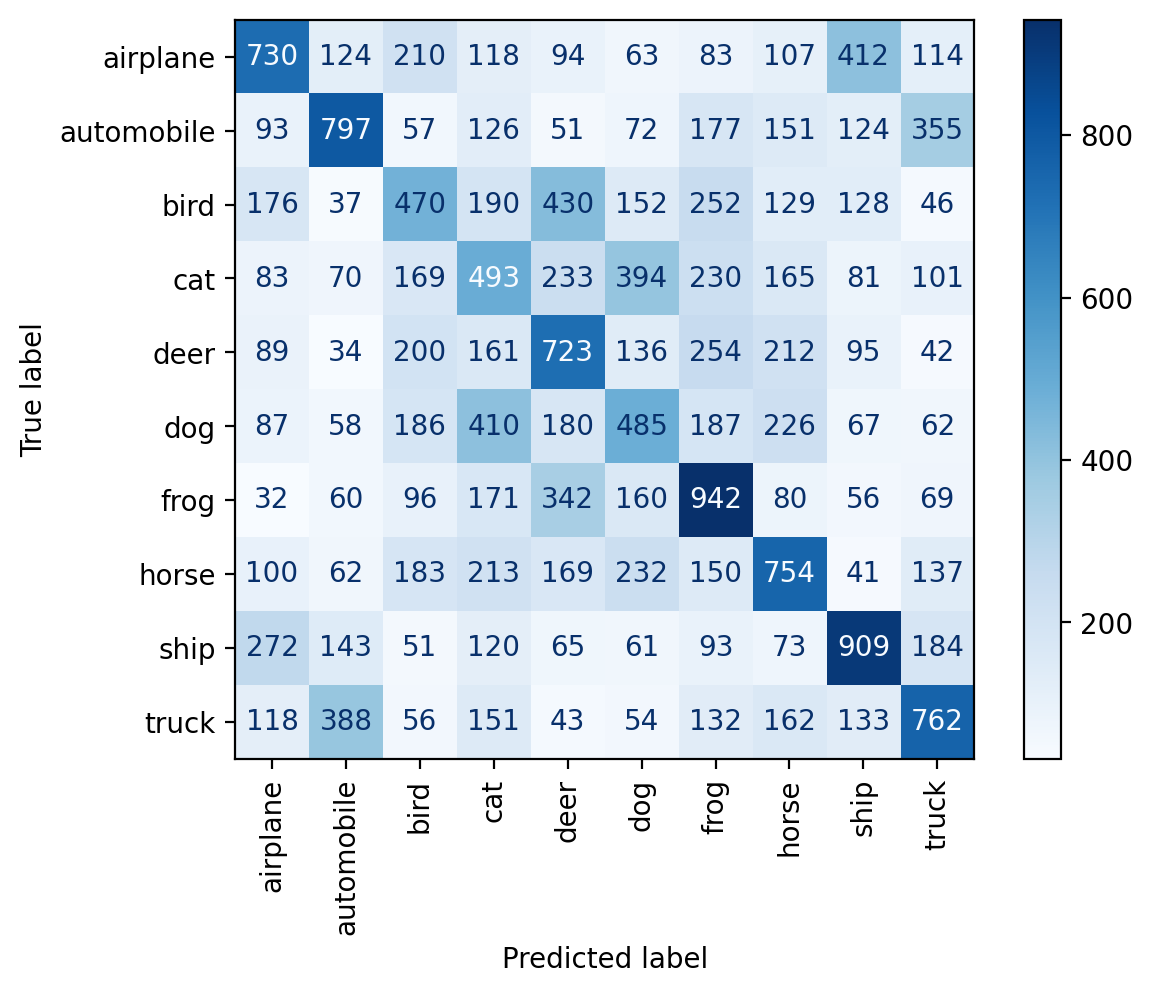 airplane 730 124 210 118 94 63 83 107 412 114
automobile 93 797 57 126 51 72 177 151 124 355
bird 176 37 470 190 430 152 252 129 128 46
cat 83 70 169 493 233 394 230 165 81 101
deer 89 34 200 161 723 136 254 212 95 42
dog 87 58 186 410 180 485 187 226 67 62
frog 32 60 96 171 342 160 942 80 56 69
horse 100 62 183 213 169 232 150 754 41 137
ship 272 143 51 120 65 61 93 73 909 184
truck 118 388 56 151 43 54 132 162 133 762
True label
airplane automobile bird cat deer dog frog horse ship truck
Predicted label
800
600
400
200